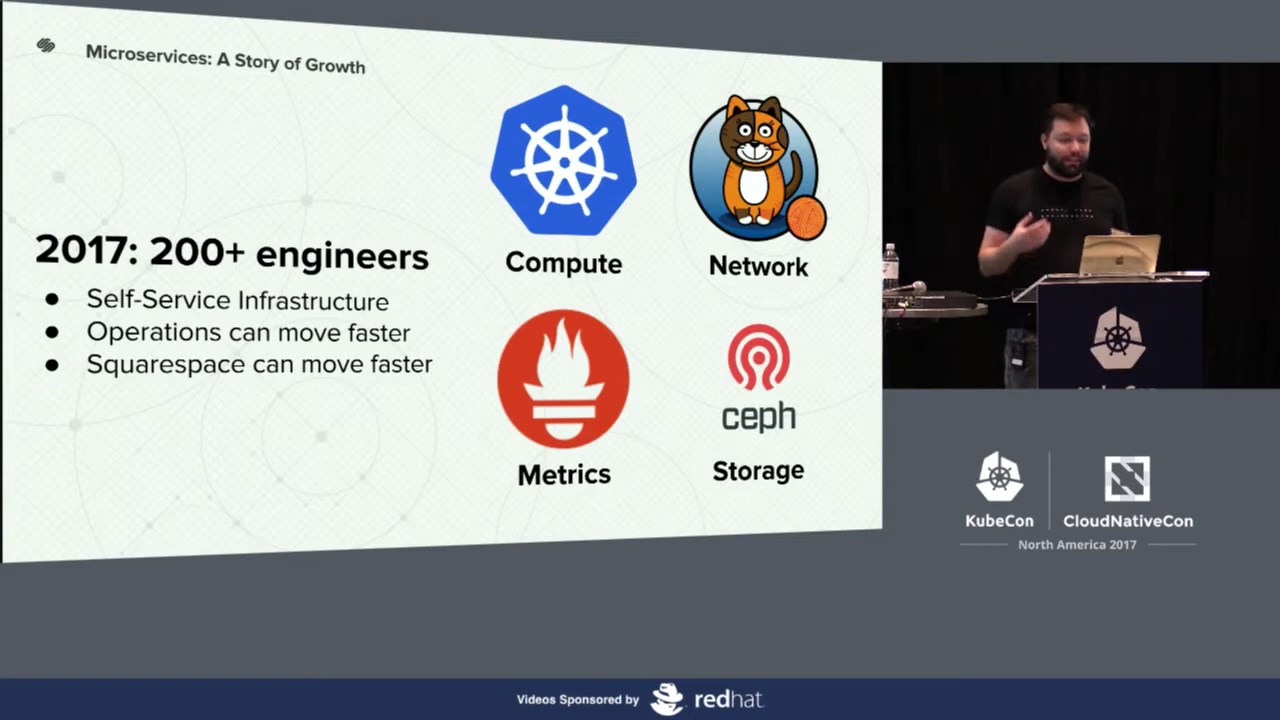 Microservices: A Story of Growth
2017: 200+ engineers
● Self-Service Infrastructure
● Operations can move faster
● Squarespace can move faster
Compute
Network
Metrics
ceph
Storage
KubeCon
KubeCon
CloudNativeCon
North America 2017
Videos Sponsored by
redhat